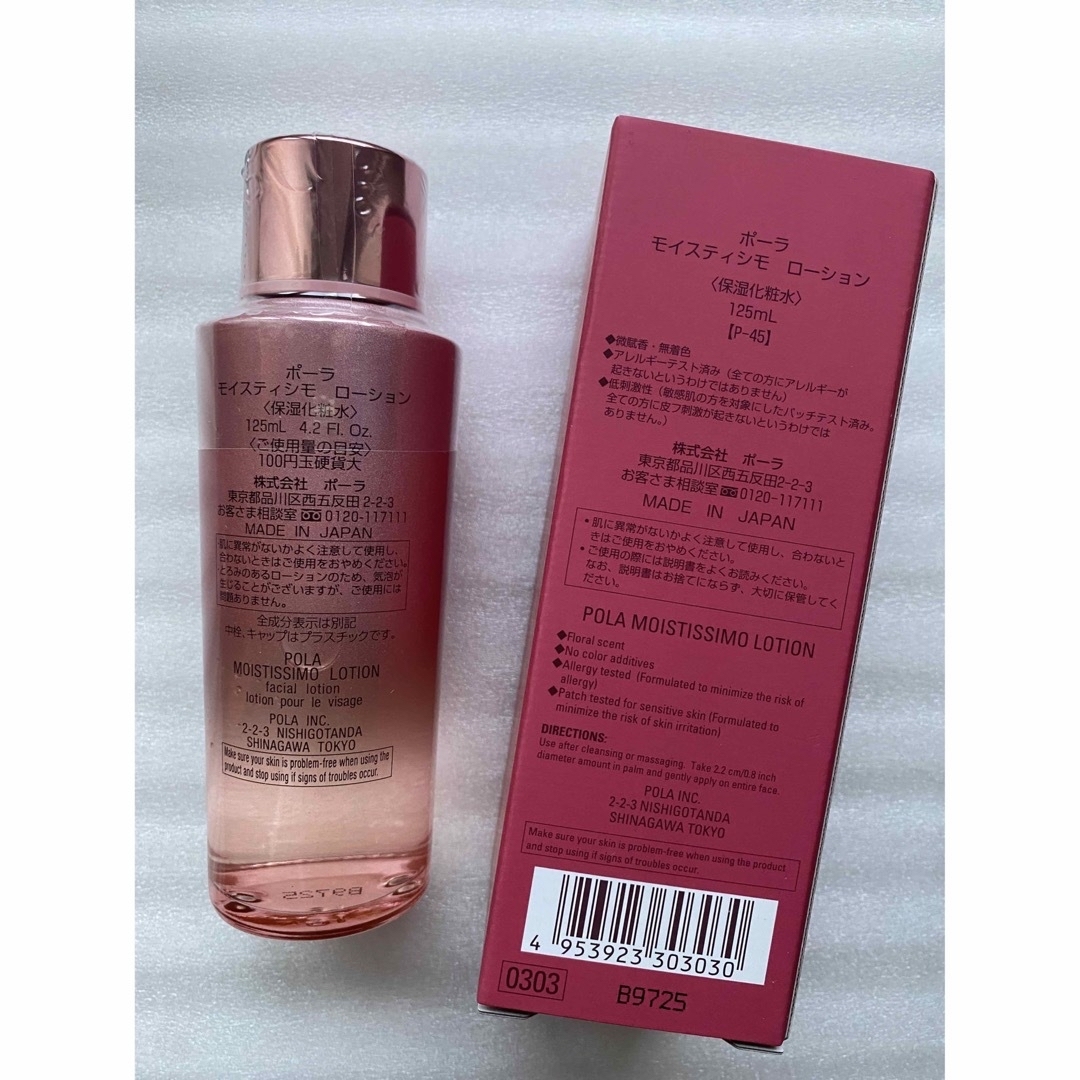 ポーラ
モイスティシモ ローション
〈保湿化粧水〉
125mL 4.2 Fl. Oz.
〈ご使用量の目安〉
100円玉硬貨大
株式会社 ポーラ
東京都品川区西五反田2-2-3
お客さま相談室 0120-117111
MADE IN JAPAN
肌に異常がないかよく注意して使用し、
合わないときはご使用をおやめください。
とろみのあるローションのため、気泡が
生じることがございますが、ご使用には
問題ありません。
全成分表示は別記
中栓、キャップはプラスチックです。
POLA
MOISTISSIMO LOTION
facial lotion
lotion pour le visage
POLA INC.
2-2-3 NISHIGOTANDA
SHINAGAWA TOKYO
Make sure your skin is problem-free when using the
product and stop using if signs of troubles occur.
B9725
ポーラ
モイスティシモ ローション
〈保湿化粧水〉
125mL
【P-45】
◆微賦香・無着色
◆アレルギーテスト済み（全ての方にアレルギーが
起きないというわけではありません）
◆低刺激性（敏感肌の方を対象にしたパッチテスト済み。
全ての方に皮フ刺激が起きないというわけでは
ありません。）
株式会社 ポーラ
東京都品川区西五反田2-2-3
お客さま相談室 0120-117111
MADE IN JAPAN
・肌に異常がないかよく注意して使用し、合わないと
きはご使用をおやめください。
・ご使用の際には説明書をよくお読みください。
なお、説明書はお捨てにならず、大切に保管してく
ださい。
POLA MOISTISSIMO LOTION
◆Floral scent
◆No color additives
◆Allergy tested (Formulated to minimize the risk of
allergy)
◆Patch tested for sensitive skin (Formulated to
minimize the risk of skin irritation)
DIRECTIONS:
Use after cleansing or massaging. Take 2.2 cm/0.8 inch
diameter amount in palm and gently apply on entire face.
POLA INC.
2-2-3 NISHIGOTANDA
SHINAGAWA TOKYO
Make sure your skin is problem-free when using the product
and stop using if signs of troubles occur.
4 953923 303030
0303
B9725